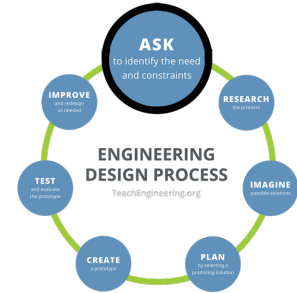 ASK
to identify the need
and constraints
RESEARCH
the problem
IMAGINE
possible solutions
PLAN
by selecting a
promising solution
CREATE
a prototype
TEST
and evaluate
the prototype
IMPROVE
and redesign
as needed
ENGINEERING
DESIGN PROCESS
TeachEngineering.org